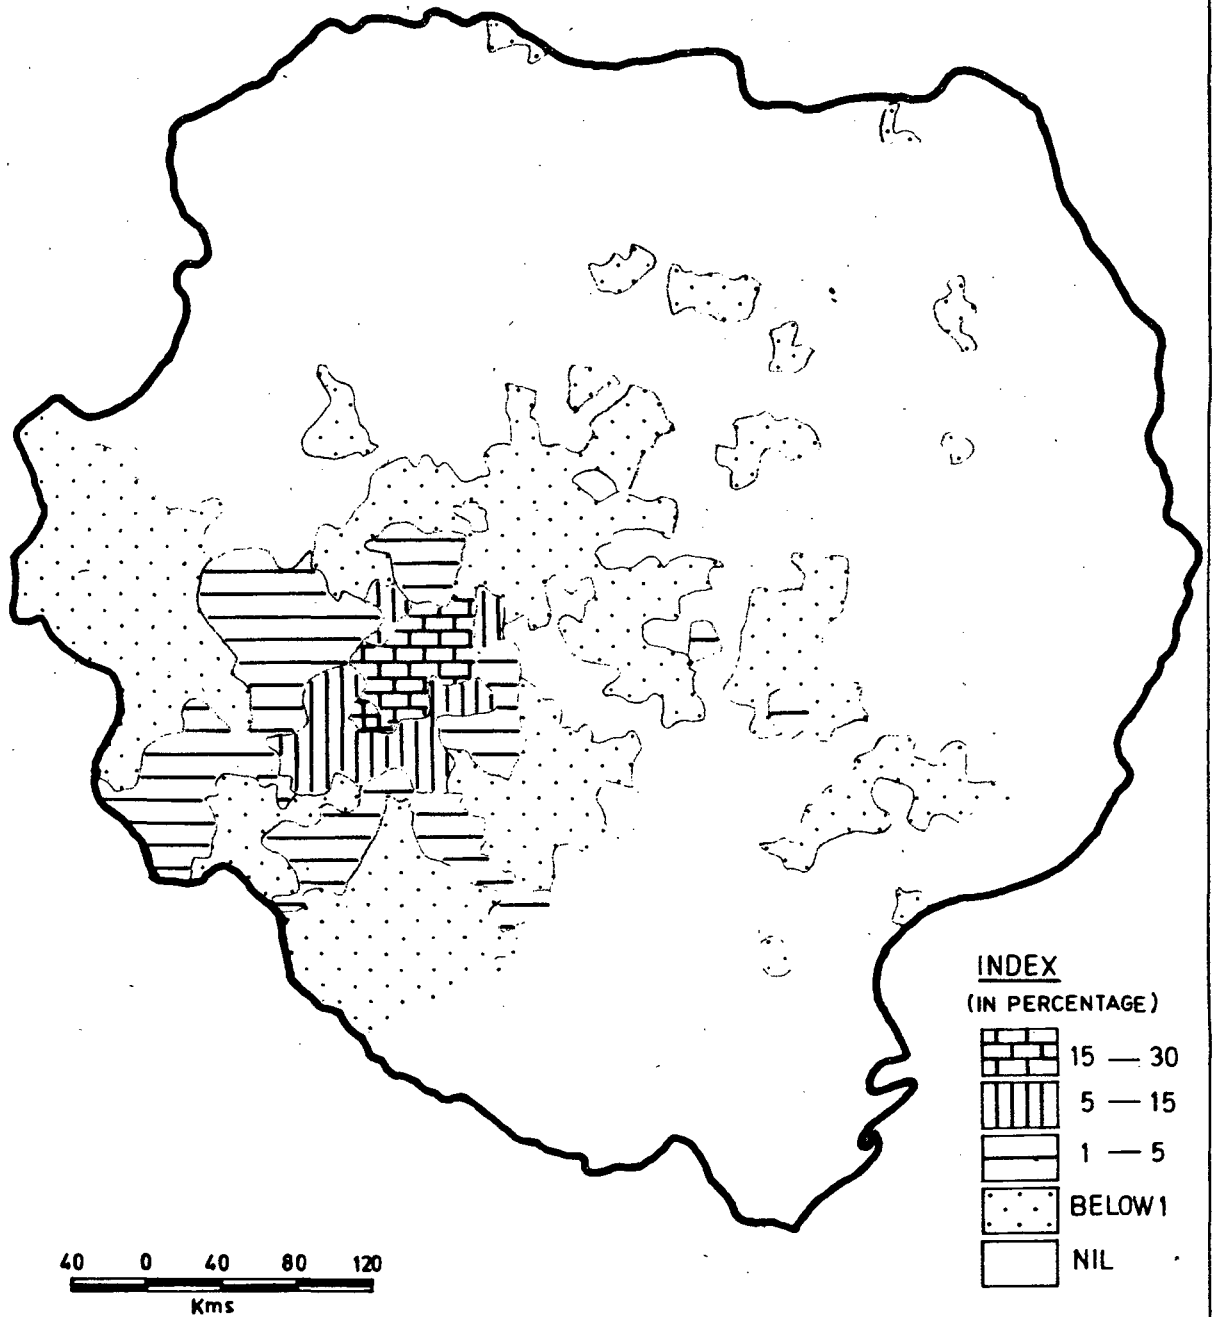 INDEX
(IN PERCENTAGE)
15 — 30
5 — 15
1 — 5
BELOW 1
NIL
40 0 40 80 120
Kms